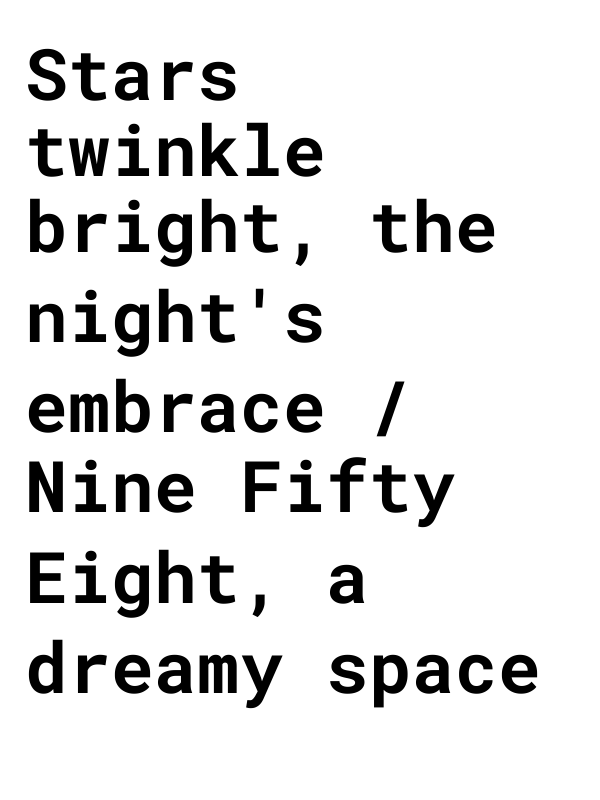 Stars
twinkle
bright, the
night's
embrace /
Nine Fifty
Eight, a
dreamy space